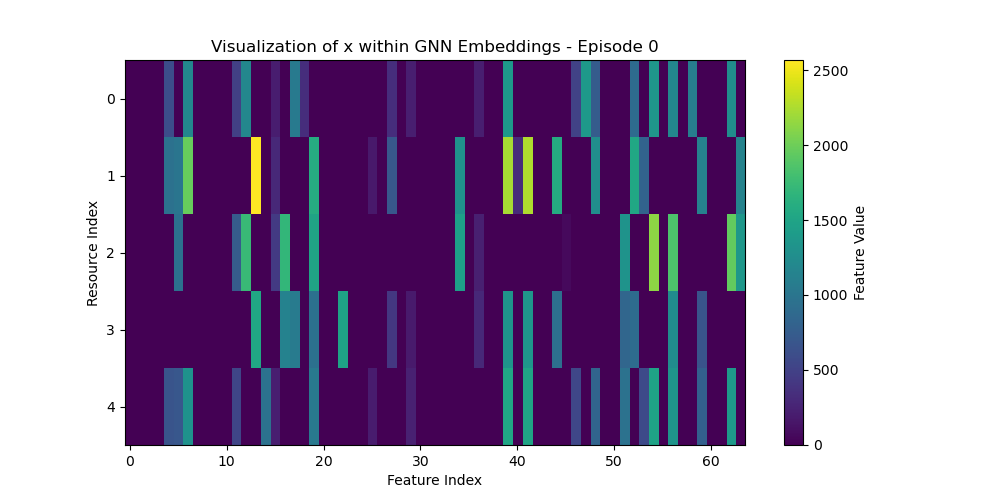 Visualization of x within GNN Embeddings - Episode 0
Resource Index
0
1
2
3
4
0 10 20 30 40 50 60
Feature Index
2500
2000
1500
1000
500
0
Feature Value